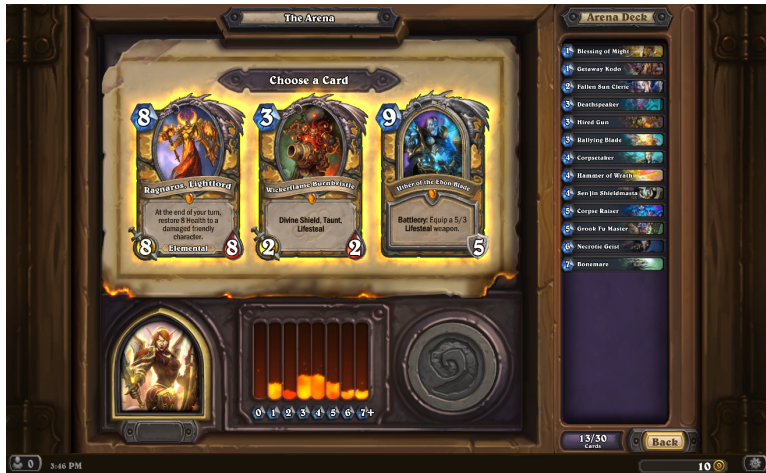 The Arena
Arena Deck
Choose a Card
8
3
9
Ragnaros, Lightlord
Wickerflame Burnbristle
Uther of the Ebon Blade
At the end of your turn,
restore 8 Health to a
damaged friendly
character.
Elemental
8
8
Divine Shield, Taunt,
Lifesteal
2
2
Battlecry: Equip a 5/3
Lifesteal weapon.
5
1 Blessing of Might
1 Getaway Kodo
2 Fallen Sun Cleric
3 Deathspeaker
3 Hired Gun
3 Rallying Blade
4 Corpsetaker
4 Hammer of Wrath
4 Sen'jin Shieldmasta
5 Corpse Raiser
5 Grook Fu Master
6 Necrotic Geist
7 Bonemare
0 1 2 3 4 5 6 7+
13/30
Cards
Back
0
3:46 PM
10